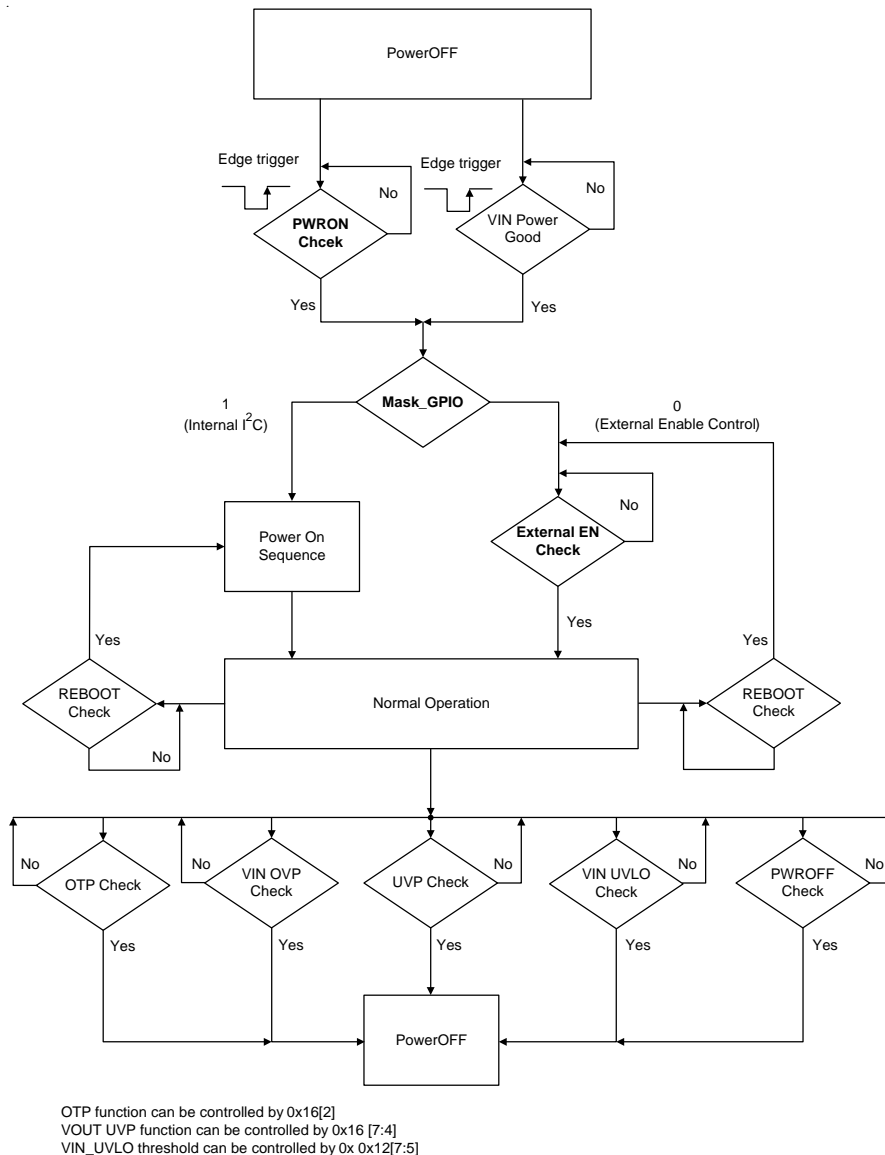 .
PowerOFF
Edge trigger
No
PWRON
Chcek
Yes
Edge trigger
No
VIN Power
Good
Yes
Mask_GPIO
1
(Internal I²C)
0
(External Enable Control)
Power On
Sequence
No
External EN
Check
Yes
Yes
REBOOT
Check
No
Normal Operation
Yes
REBOOT
Check
No
OTP Check
Yes
No
VIN OVP
Check
Yes
UVP Check
No
Yes
VIN UVLO
Check
No
Yes
PWROFF
Check
No
Yes
PowerOFF
OTP function can be controlled by 0x16[2]
VOUT UVP function can be controlled by 0x16 [7:4]
VIN_UVLO threshold can be controlled by 0x 0x12[7:5]